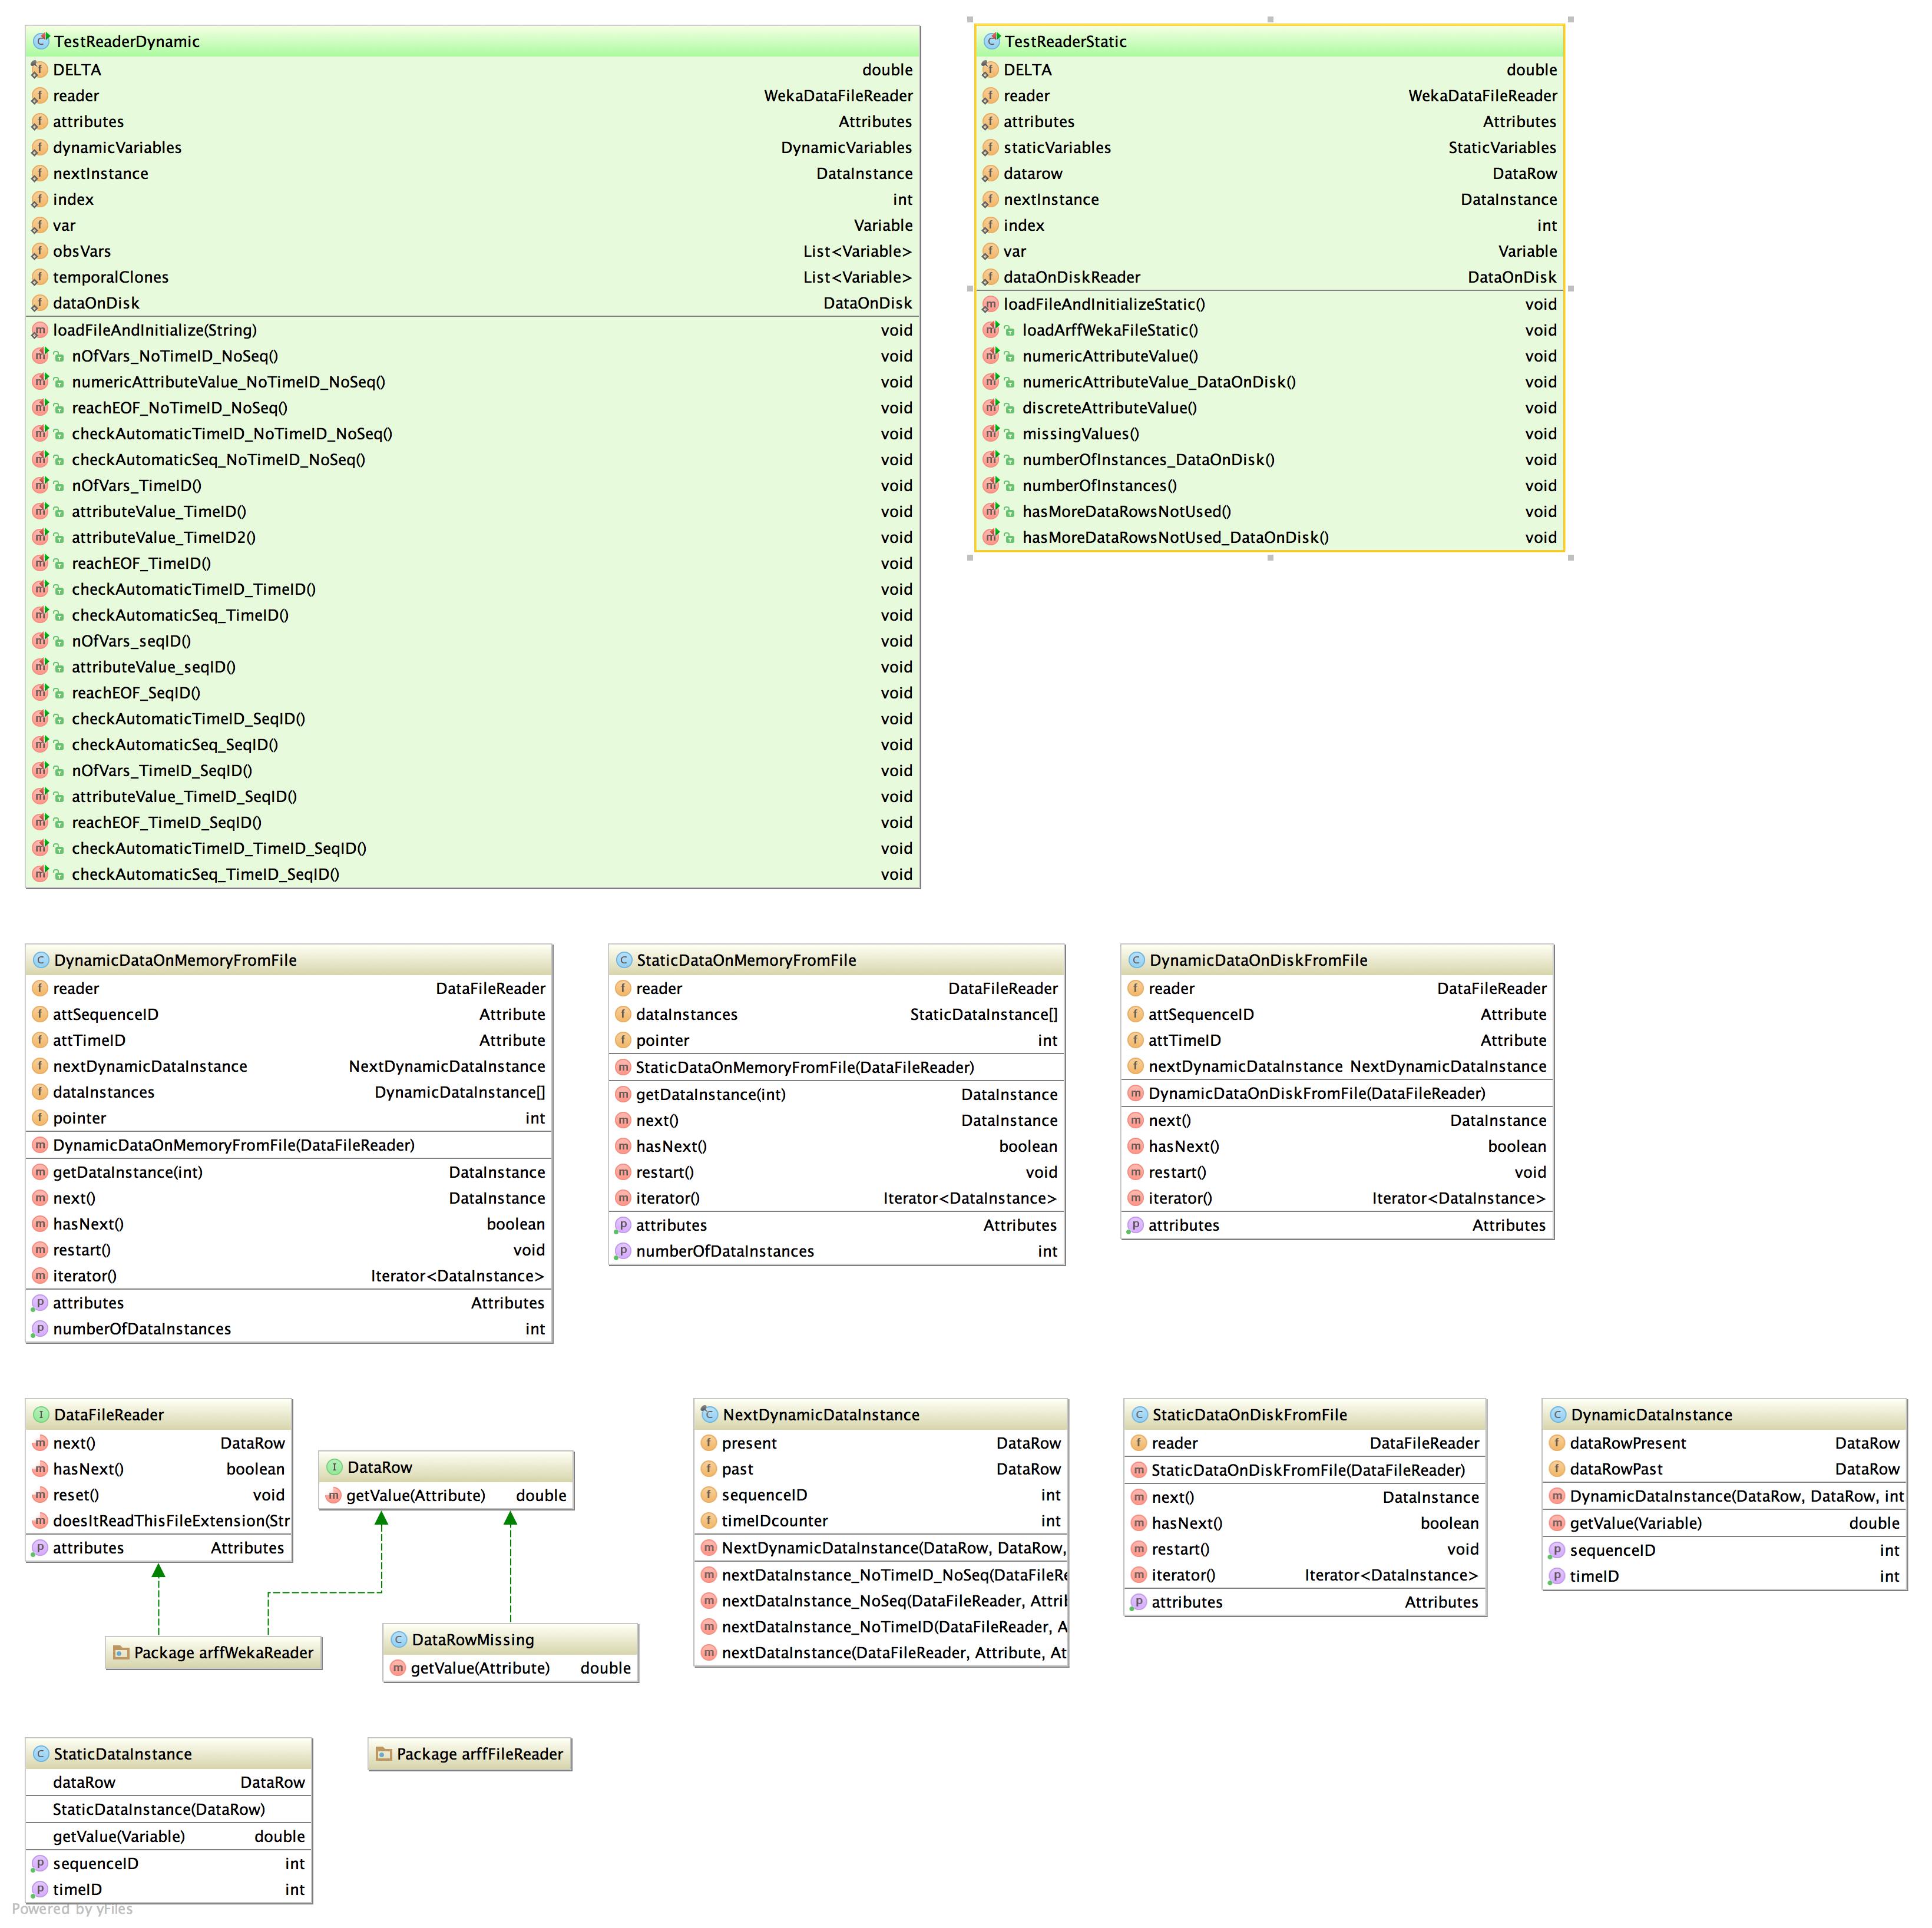 TestReaderDynamic
DELTA double
reader WekaDataFileReader
attributes Attributes
dynamicVariables DynamicVariables
nextInstance DataInstance
index int
var Variable
obsVars List<Variable>
temporalClones List<Variable>
dataOnDisk DataOnDisk
loadFileAndInitialize(String) void
nOfVars_NoTimeID_NoSeq() void
numericAttributeValue_NoTimeID_NoSeq() void
reachEOF_NoTimeID_NoSeq() void
checkAutomaticTimeID_NoTimeID_NoSeq() void
checkAutomaticSeq_NoTimeID_NoSeq() void
nOfVars_TimeID() void
attributeValue_TimeID() void
attributeValue_TimeID2() void
reachEOF_TimeID() void
checkAutomaticTimeID_TimeID() void
checkAutomaticSeq_TimeID() void
nOfVars_seqID() void
attributeValue_seqID() void
reachEOF_SeqID() void
checkAutomaticTimeID_SeqID() void
checkAutomaticSeq_SeqID() void
nOfVars_TimeID_SeqID() void
attributeValue_TimeID_SeqID() void
reachEOF_TimeID_SeqID() void
checkAutomaticTimeID_TimeID_SeqID() void
checkAutomaticSeq_TimeID_SeqID() void
TestReaderStatic
DELTA double
reader WekaDataFileReader
attributes Attributes
staticVariables StaticVariables
datarow DataRow
nextInstance DataInstance
index int
var Variable
dataOnDiskReader DataOnDisk
loadFileAndInitializeStatic() void
loadArffWekaFileStatic() void
numericAttributeValue() void
numericAttributeValue_DataOnDisk() void
discreteAttributeValue() void
missingValues() void
numberOfInstances_DataOnDisk() void
numberOfInstances() void
hasMoreDataRowsNotUsed() void
hasMoreDataRowsNotUsed_DataOnDisk() void
DynamicDataOnMemoryFromFile
reader DataFileReader
attSequenceID Attribute
attTimeID Attribute
nextDynamicDataInstance NextDynamicDataInstance
dataInstances DynamicDataInstance[]
pointer int
DynamicDataOnMemoryFromFile(DataFileReader)
getDataInstance(int) DataInstance
next() DataInstance
hasNext() boolean
restart() void
iterator() Iterator<DataInstance>
attributes Attributes
numberOfDataInstances int
StaticDataOnMemoryFromFile
reader DataFileReader
dataInstances StaticDataInstance[]
pointer int
StaticDataOnMemoryFromFile(DataFileReader)
getDataInstance(int) DataInstance
next() DataInstance
hasNext() boolean
restart() void
iterator() Iterator<DataInstance>
attributes Attributes
numberOfDataInstances int
DynamicDataOnDiskFromFile
reader DataFileReader
attSequenceID Attribute
attTimeID Attribute
nextDynamicDataInstance NextDynamicDataInstance
DynamicDataOnDiskFromFile(DataFileReader)
next() DataInstance
hasNext() boolean
restart() void
iterator() Iterator<DataInstance>
attributes Attributes
DataFileReader
next() DataRow
hasNext() boolean
reset() void
doesItReadThisFileExtension(Str
attributes Attributes
DataRow
getValue(Attribute) double
Package arffWekaReader
DataRowMissing
getValue(Attribute) double
NextDynamicDataInstance
present DataRow
past DataRow
sequenceID int
timeIDcounter int
NextDynamicDataInstance(DataRow, DataRow,
nextDataInstance_NoTimeID_NoSeq(DataFileRe
nextDataInstance_NoSeq(DataFileReader, Attrib
nextDataInstance_NoTimeID(DataFileReader, A
nextDataInstance(DataFileReader, Attribute, At
StaticDataOnDiskFromFile
reader DataFileReader
StaticDataOnDiskFromFile(DataFileReader)
next() DataInstance
hasNext() boolean
restart() void
iterator() Iterator<DataInstance>
attributes Attributes
DynamicDataInstance
dataRowPresent DataRow
dataRowPast DataRow
DynamicDataInstance(DataRow, DataRow, int
getValue(Variable) double
sequenceID int
timeID int
StaticDataInstance
dataRow DataRow
StaticDataInstance(DataRow)
getValue(Variable) double
sequenceID int
timeID int
Package arffFileReader
Powered by yFiles